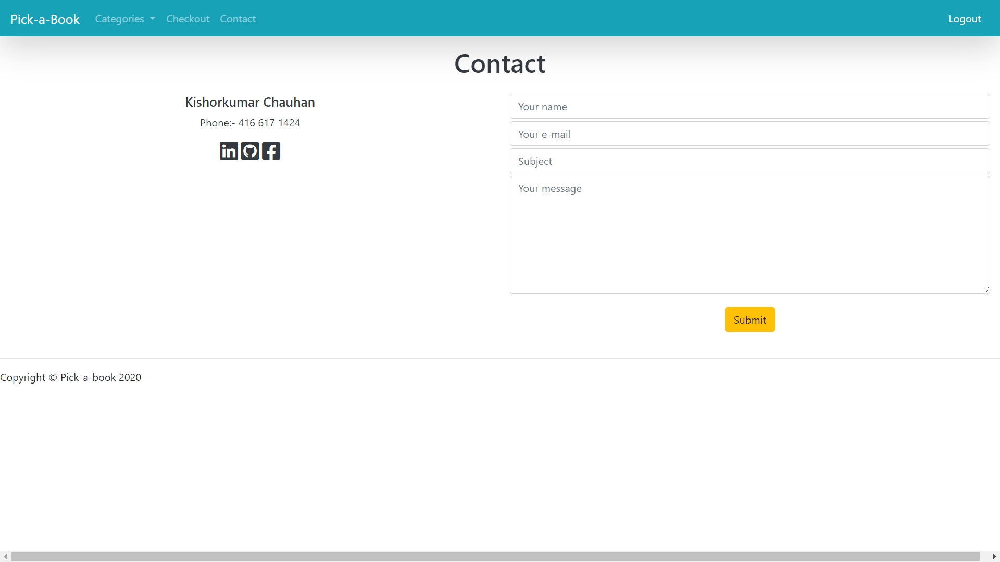 Pick-a-Book Categories Checkout Contact Logout
Contact
Kishorkumar Chauhan
Phone:- 416 617 1424
Your name
Your e-mail
Subject
Your message
Submit
Copyright © Pick-a-book 2020